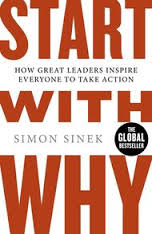 START
HOW GREAT LEADERS INSPIRE
EVERYONE TO TAKE ACTION
WITH
SIMON SINEK
THE
GLOBAL
BESTSELLER
WHY